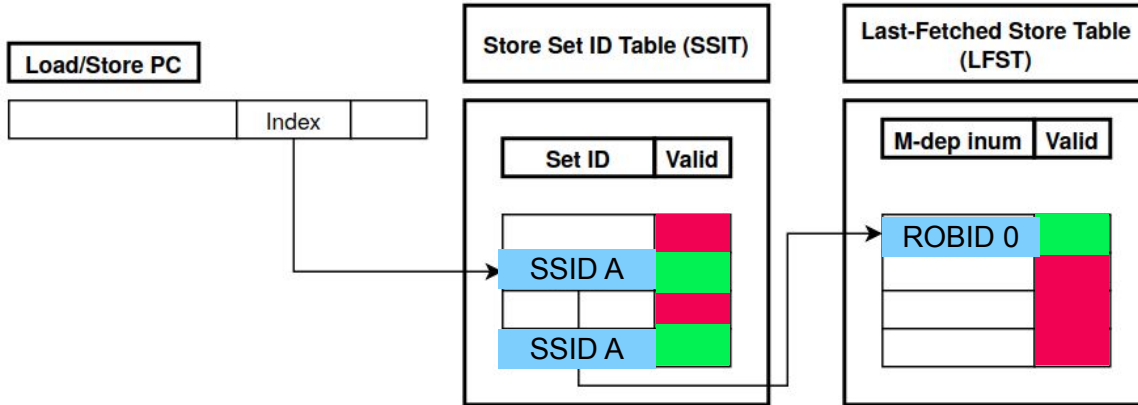 Load/Store PC
Index
Store Set ID Table (SSIT)
Set ID
Valid
SSID A
SSID A
Last-Fetched Store Table
(LFST)
M-dep inum
Valid
ROBID 0